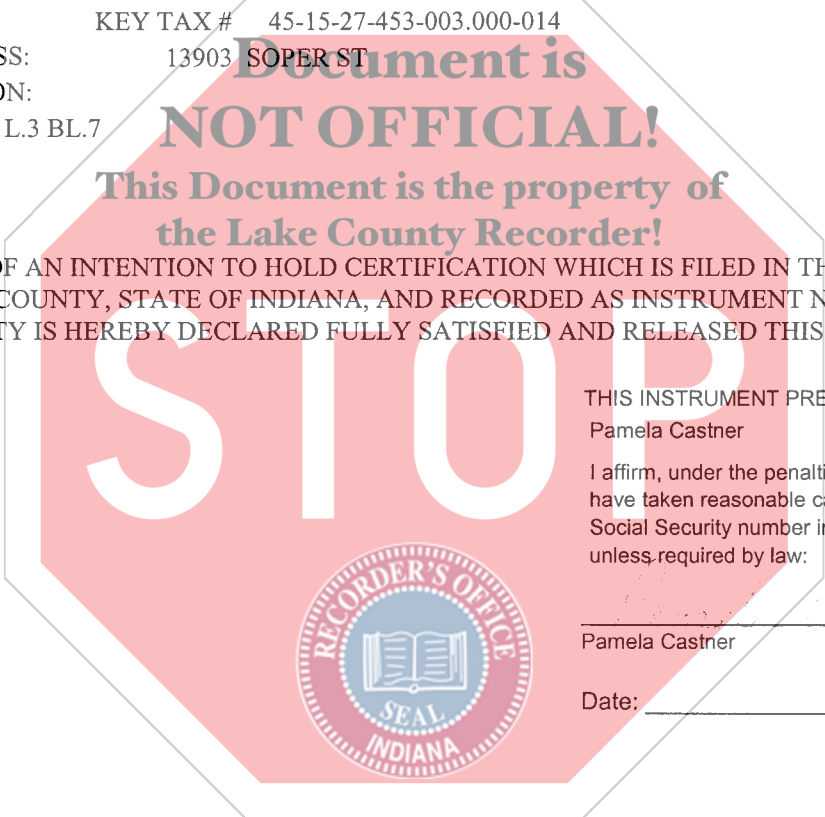 KEY TAX # 45-15-27-453-003.000-014
SS: 13903 SOPER ST
ON:
L.3 BL.7
Document is
NOT OFFICIAL!
This Document is the property of
the Lake County Recorder!
OF AN INTENTION TO HOLD CERTIFICATION WHICH IS FILED IN TH
COUNTY, STATE OF INDIANA, AND RECORDED AS INSTRUMENT N
TY IS HEREBY DECLARED FULLY SATISFIED AND RELEASED THIS
STOP
THIS INSTRUMENT PRE
Pamela Castner
I affirm, under the penalti
have taken reasonable ca
Social Security number in
unless required by law:
Pamela Castner
Date:
RECORDER'S OFFICE
SEAL
INDIANA